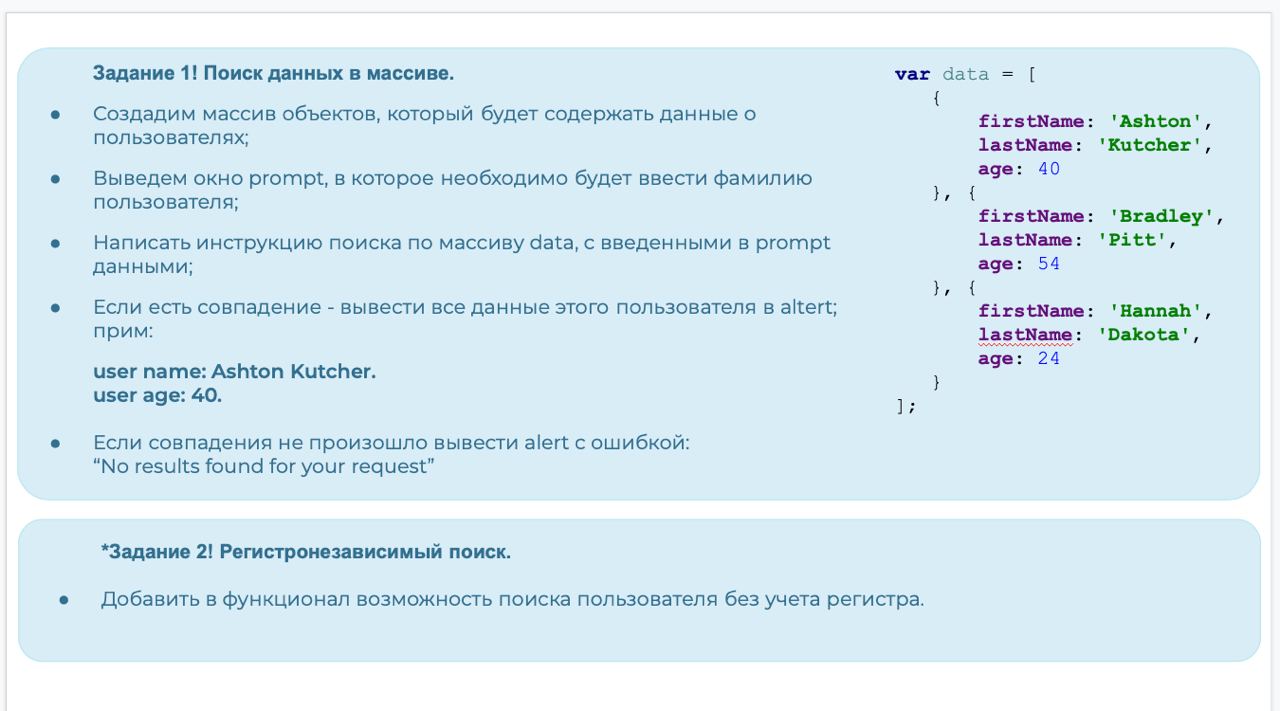 Задание 1! Поиск данных в массиве.
● Создадим массив объектов, который будет содержать данные о
пользователях;
● Выведем окно prompt, в которое необходимо будет ввести фамилию
пользователя;
● Написать инструкцию поиска по массиву data, с введенными в prompt
данными;
● Если есть совпадение - вывести все данные этого пользователя в altert;
прим:
user name: Ashton Kutcher.
user age: 40.
● Если совпадения не произошло вывести alert с ошибкой:
“No results found for your request”
var data = [
{
firstName: 'Ashton',
lastName: 'Kutcher',
age: 40
}, {
firstName: 'Bradley',
lastName: 'Pitt',
age: 54
}, {
firstName: 'Hannah',
lastName: 'Dakota',
age: 24
}
];
*Задание 2! Регистронезависимый поиск.
● Добавить в функционал возможность поиска пользователя без учета регистра.